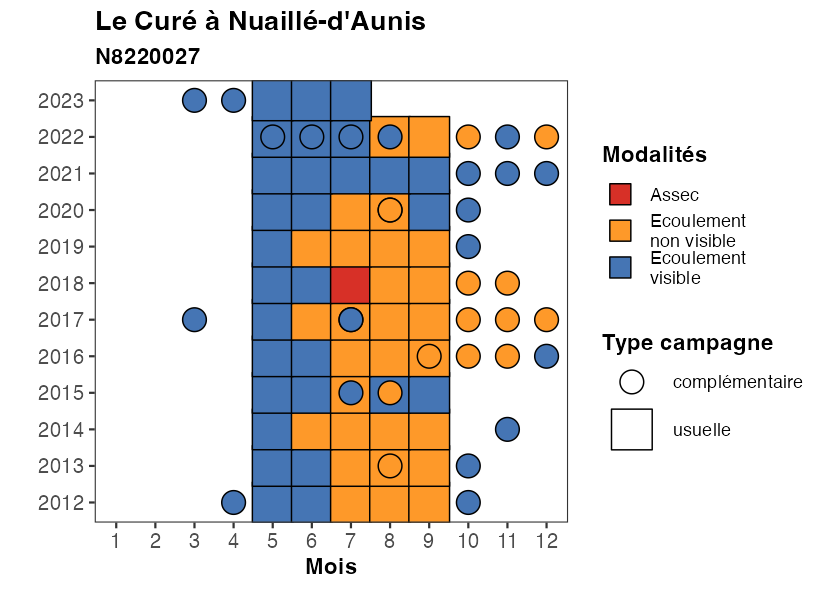 Le Curé à Nuaillé-d'Aunis
N8220027
2023
2022
2021
2020
2019
2018
2017
2016
2015
2014
2013
2012
1 2 3 4 5 6 7 8 9 10 11 12
Mois
Modalités
Assec
Ecoulement
non visible
Ecoulement
visible
Type campagne
complémentaire
usuelle